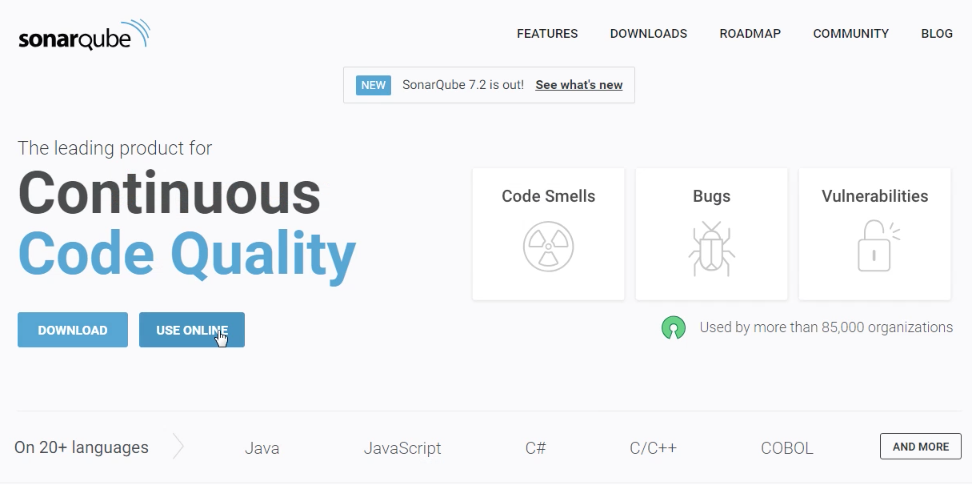 sonarqube
FEATURES DOWNLOADS ROADMAP COMMUNITY BLOG
NEW SonarQube 7.2 is out! See what's new
The leading product for
Continuous
Code Quality
DOWNLOAD USE ONLINE
Code Smells Bugs Vulnerabilities
Used by more than 85,000 organizations
On 20+ languages Java JavaScript C# C/C++ COBOL AND MORE